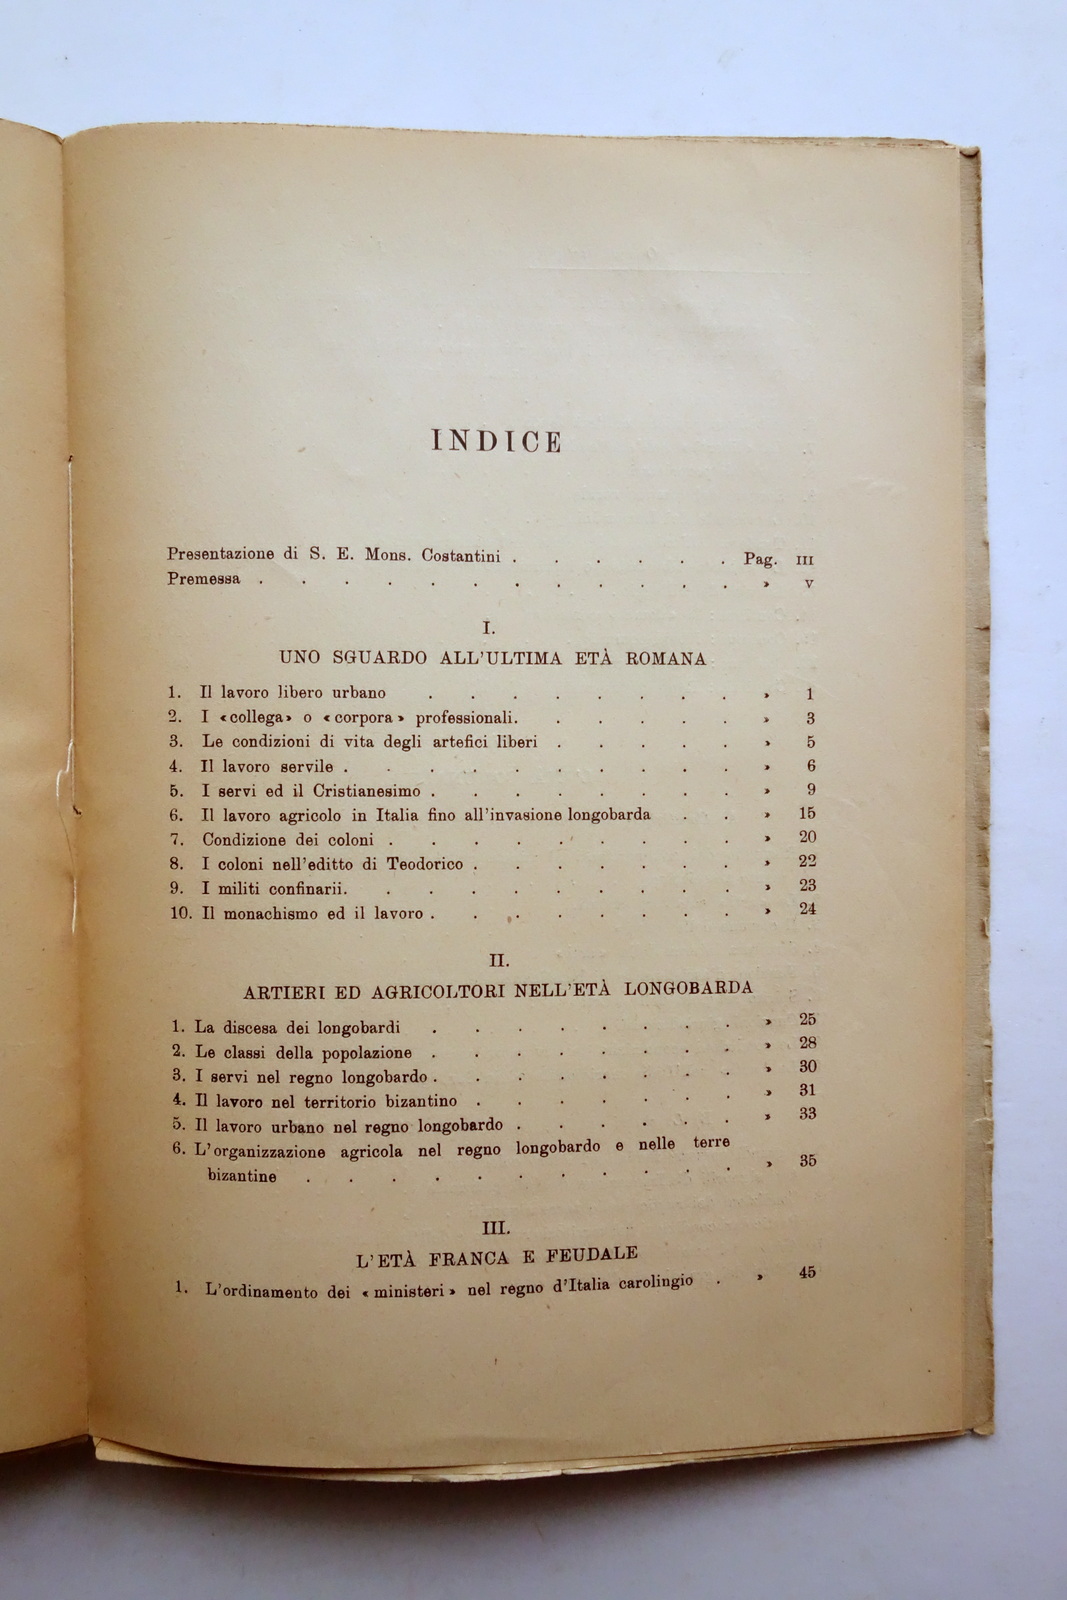 INDICE
Presentazione di S. E. Mons. Costantini . . . . . . Pag. III
Premessa . . . . . . . . . . . . » V
I.
UNO SGUARDO ALL'ULTIMA ETÀ ROMANA
1. Il lavoro libero urbano . . . . . . . . » 1
2. I «collega» o «corpora» professionali. . . . . . » 3
3. Le condizioni di vita degli artefici liberi . . . . . » 5
4. Il lavoro servile . . . . . . . . . . » 6
5. I servi ed il Cristianesimo . . . . . . . . » 9
6. Il lavoro agricolo in Italia fino all'invasione longobarda . . » 15
7. Condizione dei coloni . . . . . . . . . » 20
8. I coloni nell'editto di Teodorico . . . . . . . » 22
9. I militi confinarii. . . . . . . . . . » 23
10. Il monachismo ed il lavoro . . . . . . . . » 24
II.
ARTIERI ED AGRICOLTORI NELL'ETÀ LONGOBARDA
1. La discesa dei longobardi . . . . . . . . » 25
2. Le classi della popolazione . . . . . . . . » 28
3. I servi nel regno longobardo . . . . . . . . » 30
4. Il lavoro nel territorio bizantino . . . . . . . » 31
5. Il lavoro urbano nel regno longobardo . . . . . . » 33
6. L'organizzazione agricola nel regno longobardo e nelle terre
bizantine . . . . . . . . . . . » 35
III.
L'ETÀ FRANCA E FEUDALE
1. L'ordinamento dei «ministeri» nel regno d'Italia carolingio . » 45